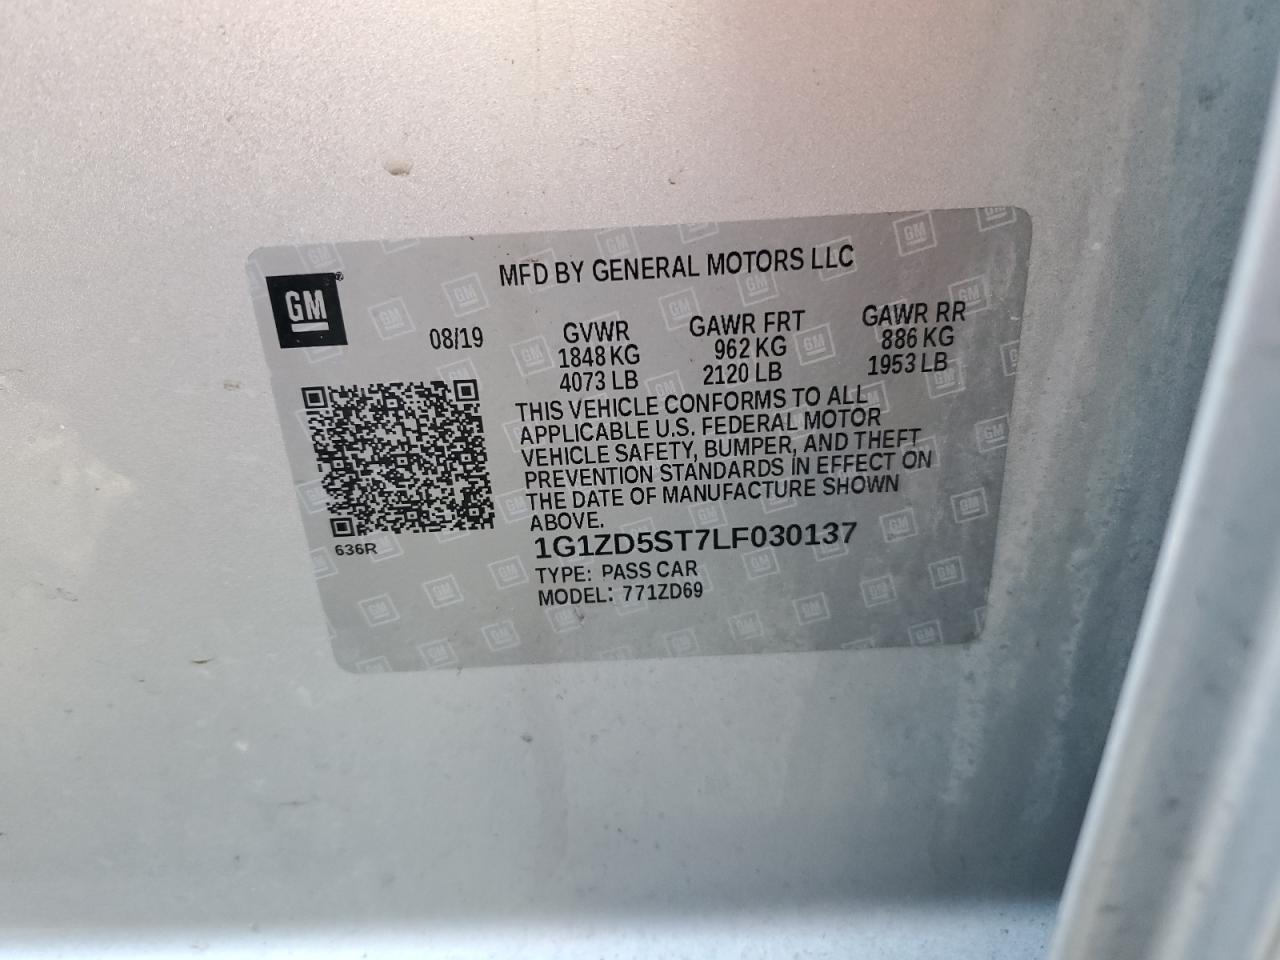 MFD BY GENERAL MOTORS LLC
GM®
08/19 GVWR GAWR FRT GAWR RR
1848 KG 962 KG 886 KG
4073 LB 2120 LB 1953 LB
THIS VEHICLE CONFORMS TO ALL
APPLICABLE U.S. FEDERAL MOTOR
VEHICLE SAFETY, BUMPER, AND THEFT
PREVENTION STANDARDS IN EFFECT ON
THE DATE OF MANUFACTURE SHOWN
ABOVE.
636R
1G1ZD5ST7LF030137
TYPE: PASS CAR
MODEL: 771ZD69